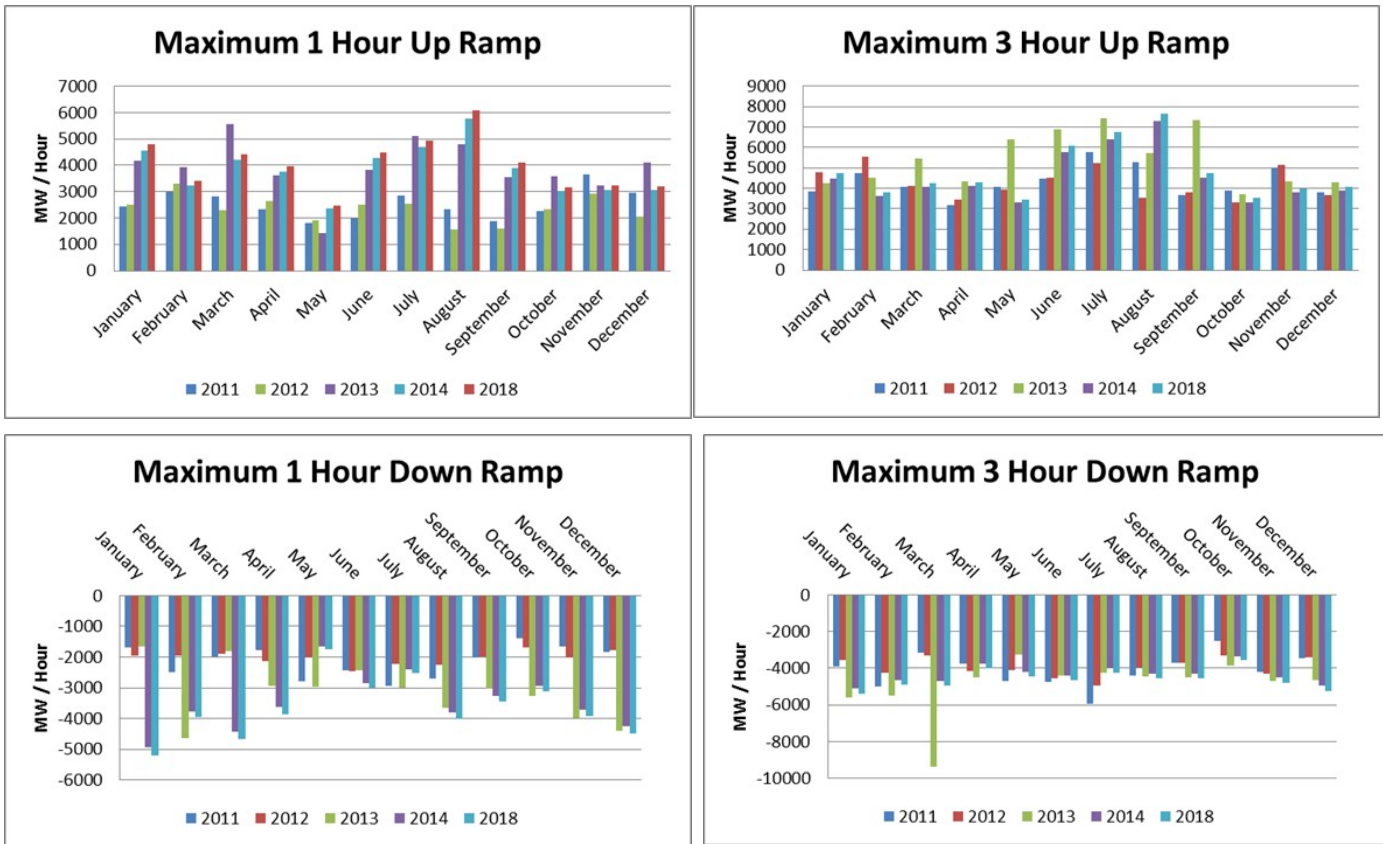 Maximum 1 Hour Up Ramp
MW / Hour
7000
6000
5000
4000
3000
2000
1000
0
January
February
March
April
May
June
July
August
September
October
November
December
2011 2012 2013 2014 2018
Maximum 3 Hour Up Ramp
MW / Hour
9000
8000
7000
6000
5000
4000
3000
2000
1000
0
January
February
March
April
May
June
July
August
September
October
November
December
2011 2012 2013 2014 2018
Maximum 1 Hour Down Ramp
January
February
March
April
May
June
July
August
September
October
November
December
MW / Hour
0
-1000
-2000
-3000
-4000
-5000
-6000
2011 2012 2013 2014 2018
Maximum 3 Hour Down Ramp
January
February
March
April
May
June
July
August
September
October
November
December
MW / Hour
0
-2000
-4000
-6000
-8000
-10000
2011 2012 2013 2014 2018